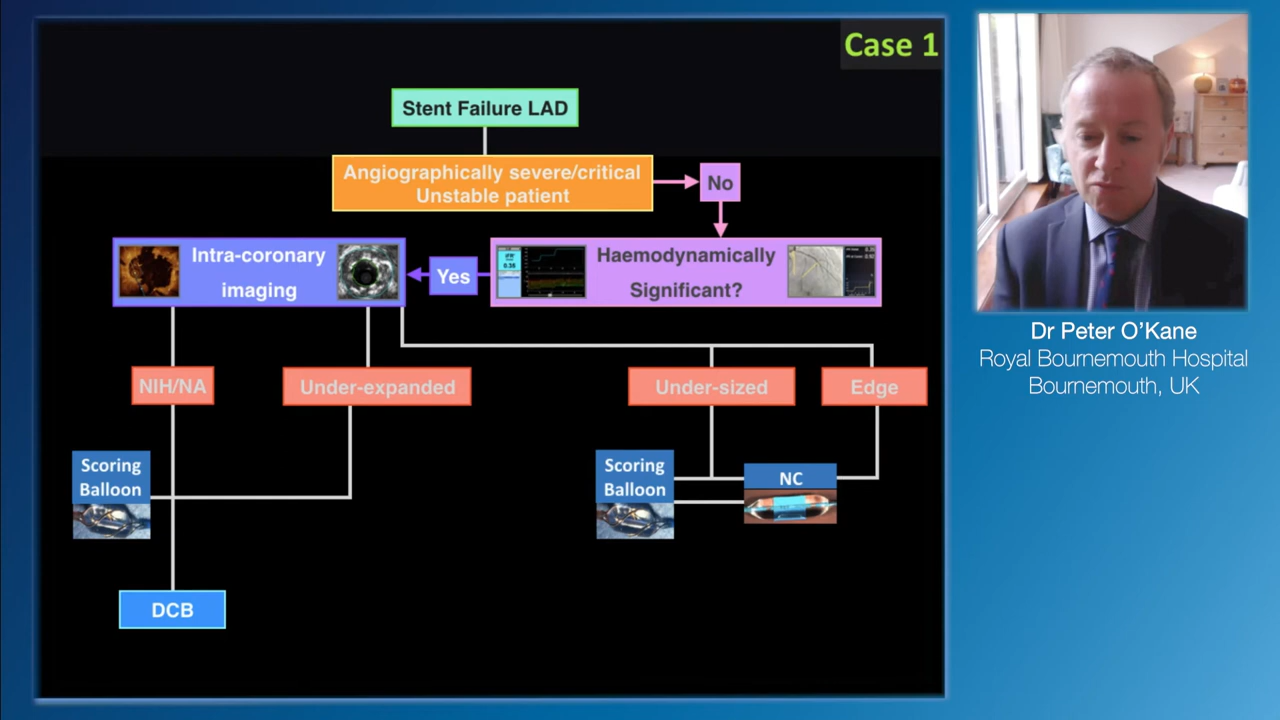 Case 1
Stent Failure LAD
Angiographically severe/critical
Unstable patient
No
Intra-coronary
imaging
Yes
Haemodynamically
Significant?
NIH/NA
Under-expanded
Under-sized
Edge
Scoring
Balloon
Scoring
Balloon
NC
DCB
Dr Peter O'Kane
Royal Bournemouth Hospital
Bournemouth, UK